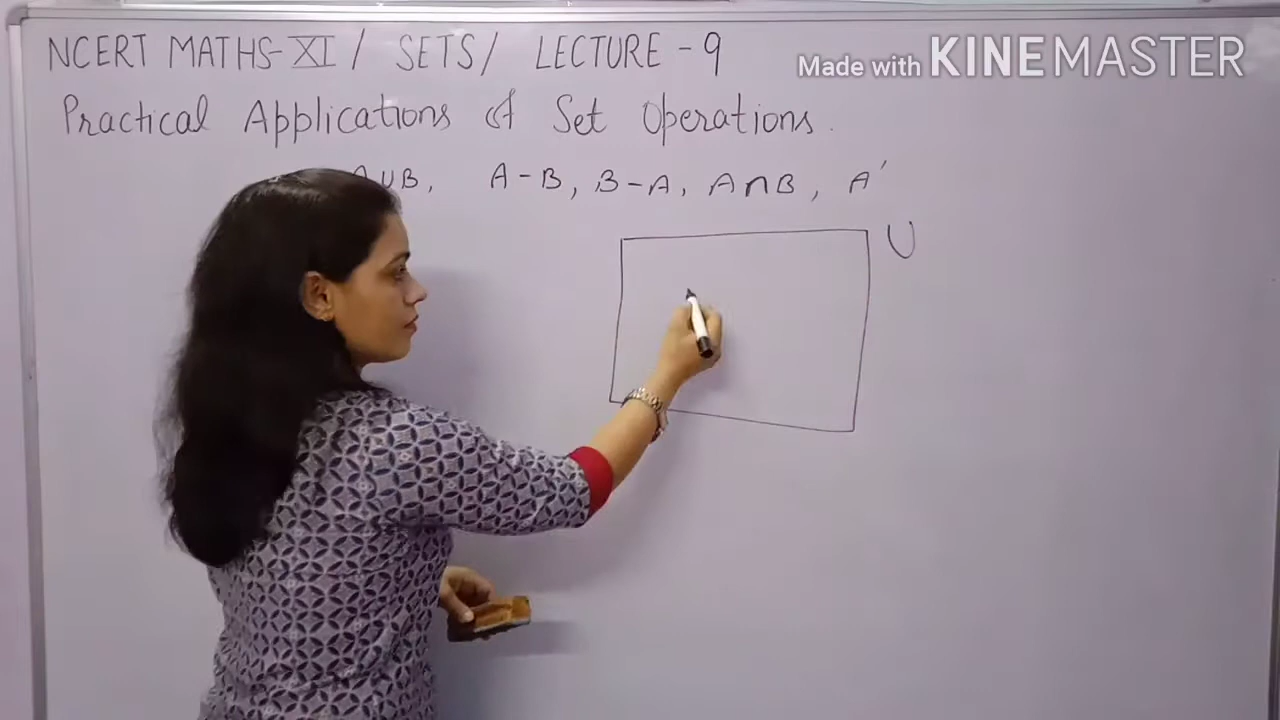 NCERT MATHS-XI / SETS / LECTURE - 9
Made with KINEMASTER
Practical Applications of Set Operations.
A∪B, A - B, B - A, A∩B, A'
U